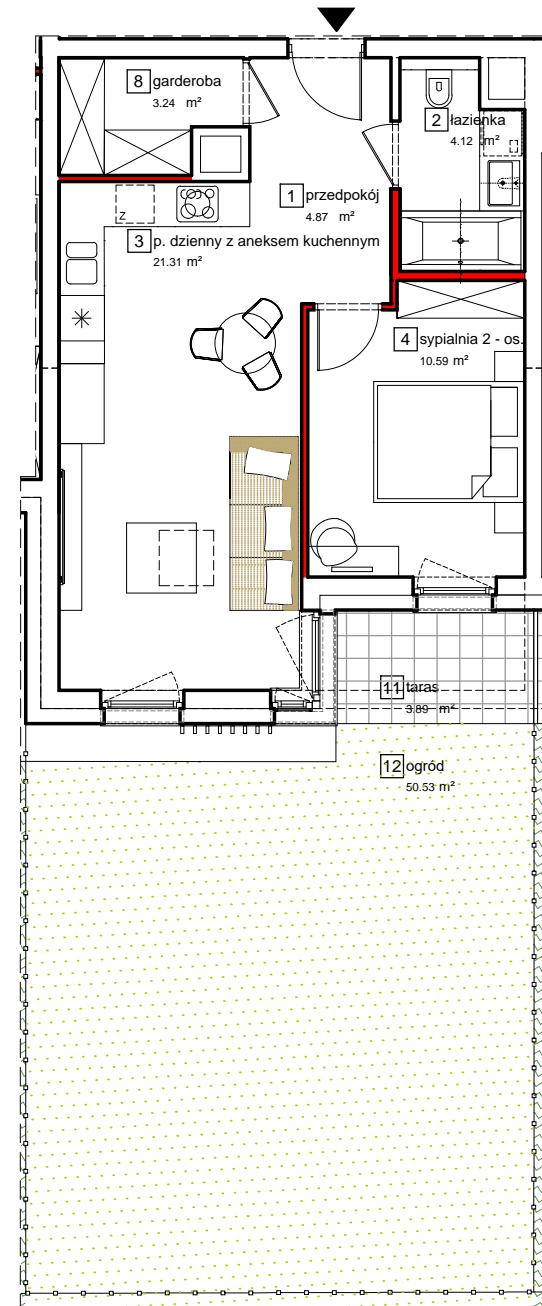 8 garderoba
3.24 m²
2 łazienka
4.12 m²
1 przedpokój
4.87 m²
Z
3 p. dzienny z aneksem kuchennym
21.31 m²
4 sypialnia 2 - os.
10.59 m²
11 taras
3.89 m²
12 ogród
50.53 m²